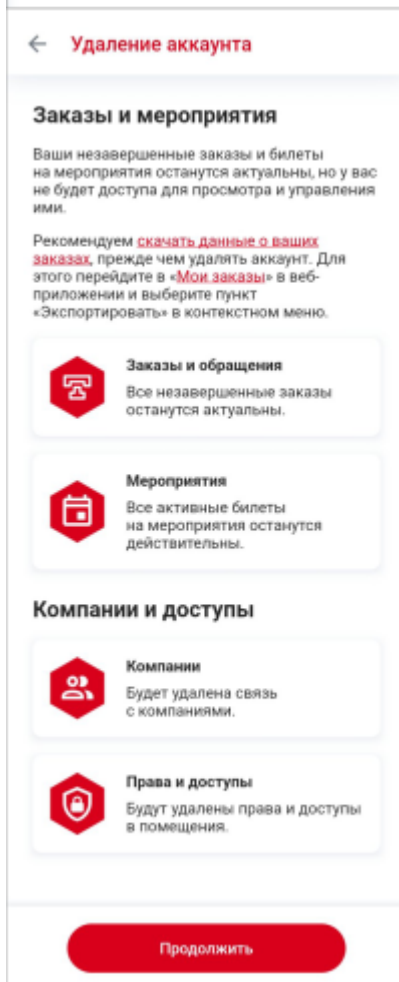 Удаление аккаунта
Заказы и мероприятия
Ваши незавершенные заказы и билеты
на мероприятия останутся актуальны, но у вас
не будет доступа для просмотра и управления
ими.
Рекомендуем скачать данные о ваших
заказах, прежде чем удалять аккаунт. Для
этого перейдите в «Мои заказы» в веб-
приложении и выберите пункт
«Экспортировать» в контекстном меню.
Заказы и обращения
Все незавершенные заказы
останутся актуальны.
Мероприятия
Все активные билеты
на мероприятия останутся
действительны.
Компании и доступы
Компании
Будет удалена связь
с компаниями.
Права и доступы
Будут удалены права и доступы
в помещения.
Продолжить